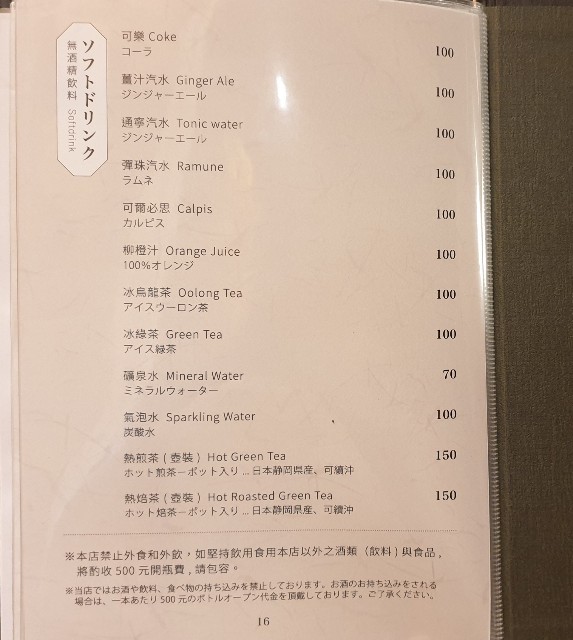 ソフトドリンク
無酒精飲料 Softdrink
可樂 Coke
コーラ 100
薑汁汽水 Ginger Ale
ジンジャーエール 100
通寧汽水 Tonic water
ジンジャーエール 100
彈珠汽水 Ramune
ラムネ 100
可爾必思 Calpis
カルピス 100
柳橙汁 Orange Juice
100%オレンジ 100
冰烏龍茶 Oolong Tea
アイスウーロン茶 100
冰綠茶 Green Tea
アイス緑茶 100
礦泉水 Mineral Water
ミネラルウォーター 70
氣泡水 Sparkling Water
炭酸水 100
熱煎茶 ( 壺裝 ) Hot Green Tea
ホット煎茶ーポット入り ... 日本静岡県産、可續沖 150
熱焙茶 ( 壺裝 ) Hot Roasted Green Tea
ホット焙茶ーポット入り ... 日本静岡県産、可續沖 150
※本店禁止外食和外飲，如堅持飲用食用本店以外之酒類（飲料）與食品，
將酌收 500 元開瓶費，請包容。
※当店ではお酒や飲料、食べ物の持ち込みを禁止しております。お酒のお持ち込みをされる
場合は、一本あたり 500 元のボトルオープン代金を頂戴しております。ご了承ください。
16